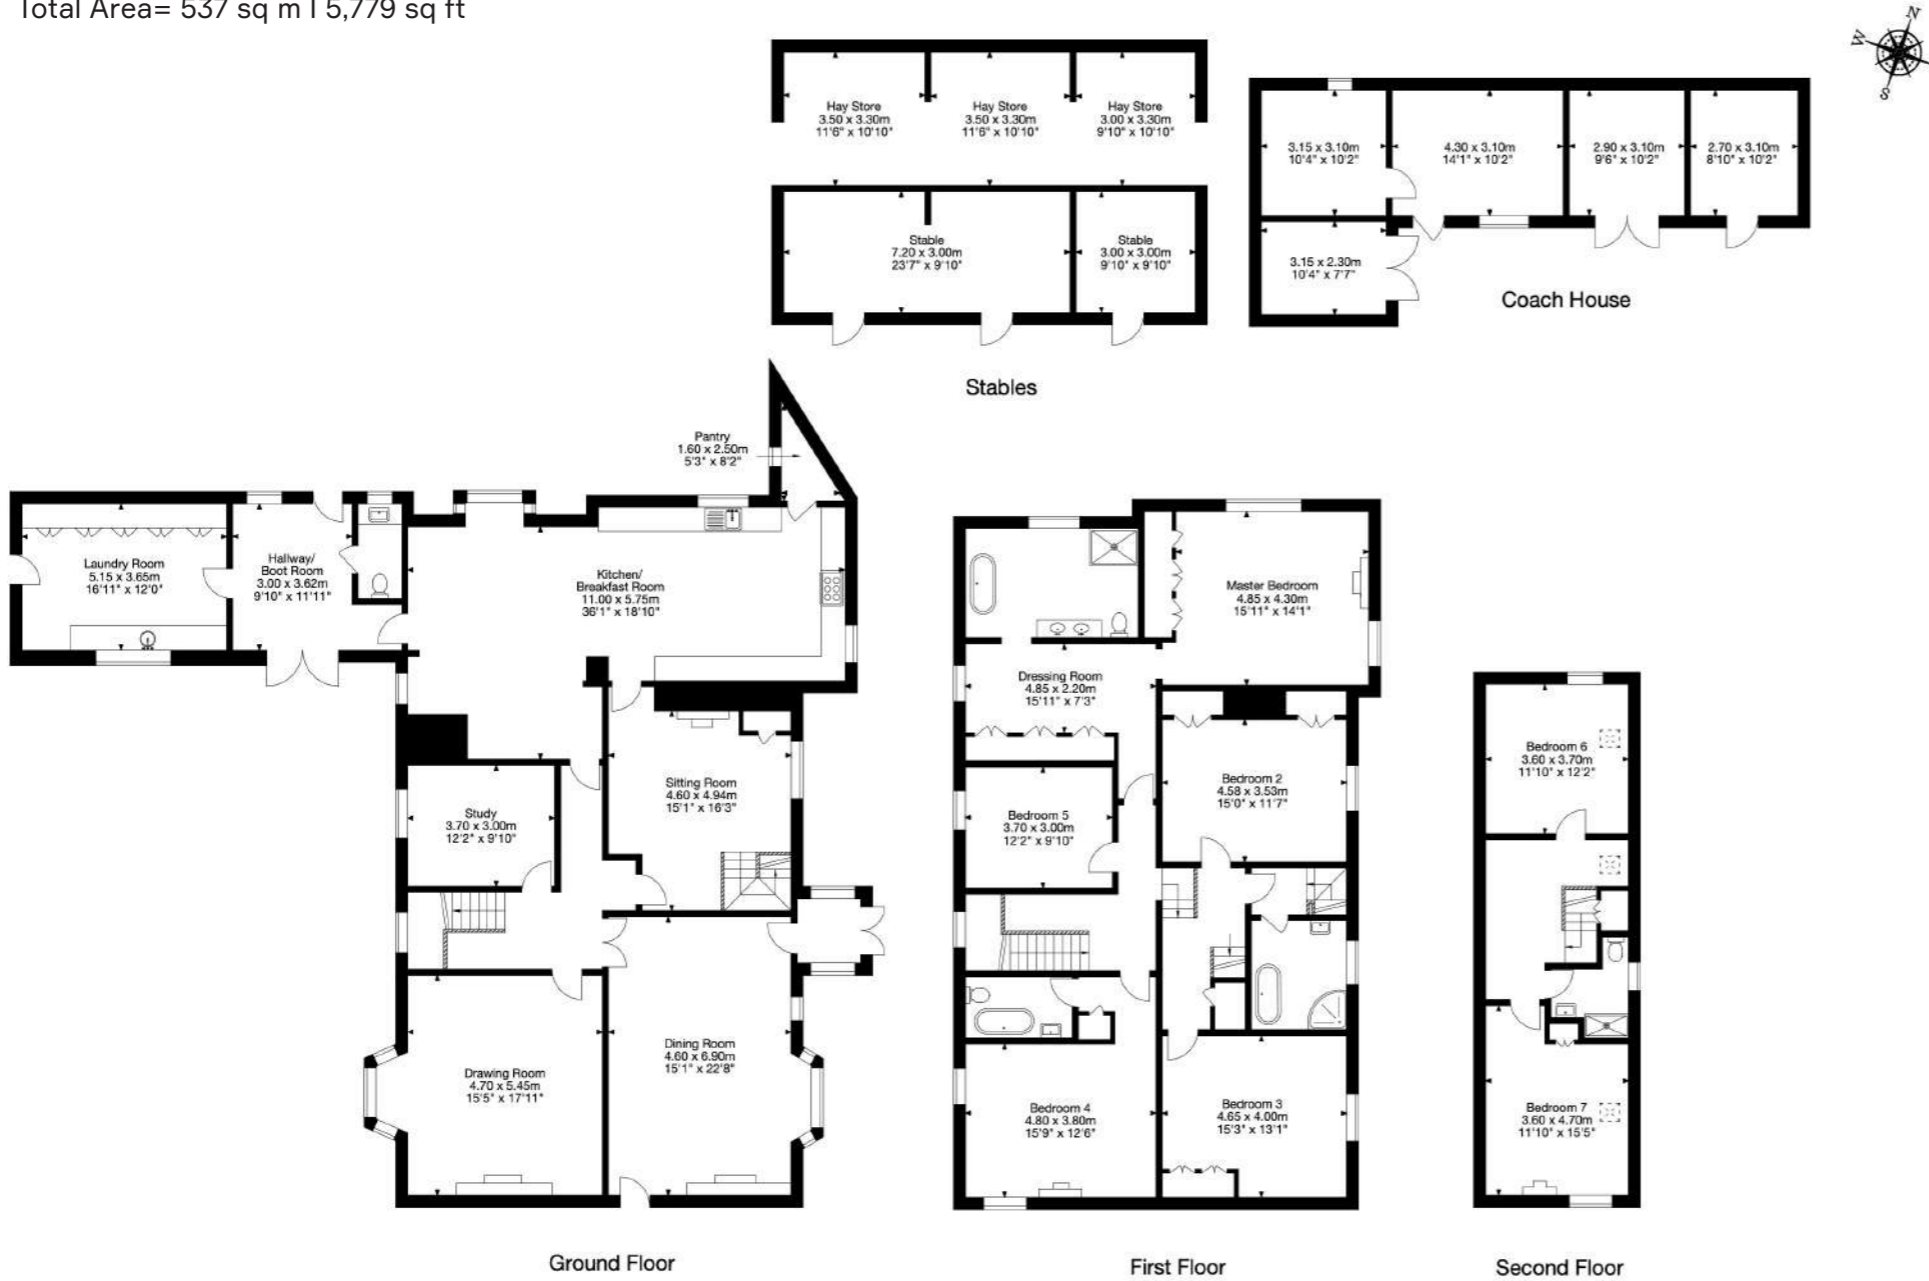 Total Area= 537 sq m I 5,779 sq ft
N
W
S
Hay Store
3.50 x 3.30m
11'6" x 10'10"
Hay Store
3.50 x 3.30m
11'6" x 10'10"
Hay Store
3.00 x 3.30m
9'10" x 10'10"
Stable
7.20 x 3.00m
23'7" x 9'10"
Stable
3.00 x 3.00m
9'10" x 9'10"
Stables
3.15 x 3.10m
10'4" x 10'2"
4.30 x 3.10m
14'1" x 10'2"
2.90 x 3.10m
9'6" x 10'2"
2.70 x 3.10m
8'10" x 10'2"
3.15 x 2.30m
10'4" x 7'7"
Coach House
Pantry
1.60 x 2.50m
5'3" x 8'2"
Laundry Room
5.15 x 3.65m
16'11" x 12'0"
Hallway/
Boot Room
3.00 x 3.62m
9'10" x 11'11"
Kitchen/
Breakfast Room
11.00 x 5.75m
36'1" x 18'10"
Sitting Room
4.60 x 4.94m
15'1" x 16'3"
Study
3.70 x 3.00m
12'2" x 9'10"
Drawing Room
4.70 x 5.45m
15'5" x 17'11"
Dining Room
4.60 x 6.90m
15'1" x 22'8"
Ground Floor
Master Bedroom
4.85 x 4.30m
15'11" x 14'1"
Dressing Room
4.85 x 2.20m
15'11" x 7'3"
Bedroom 2
4.58 x 3.53m
15'0" x 11'7"
Bedroom 5
3.70 x 3.00m
12'2" x 9'10"
Bedroom 4
4.80 x 3.80m
15'9" x 12'6"
Bedroom 3
4.65 x 4.00m
15'3" x 13'1"
First Floor
Bedroom 6
3.60 x 3.70m
11'10" x 12'2"
Bedroom 7
3.60 x 4.70m
11'10" x 15'5"
Second Floor